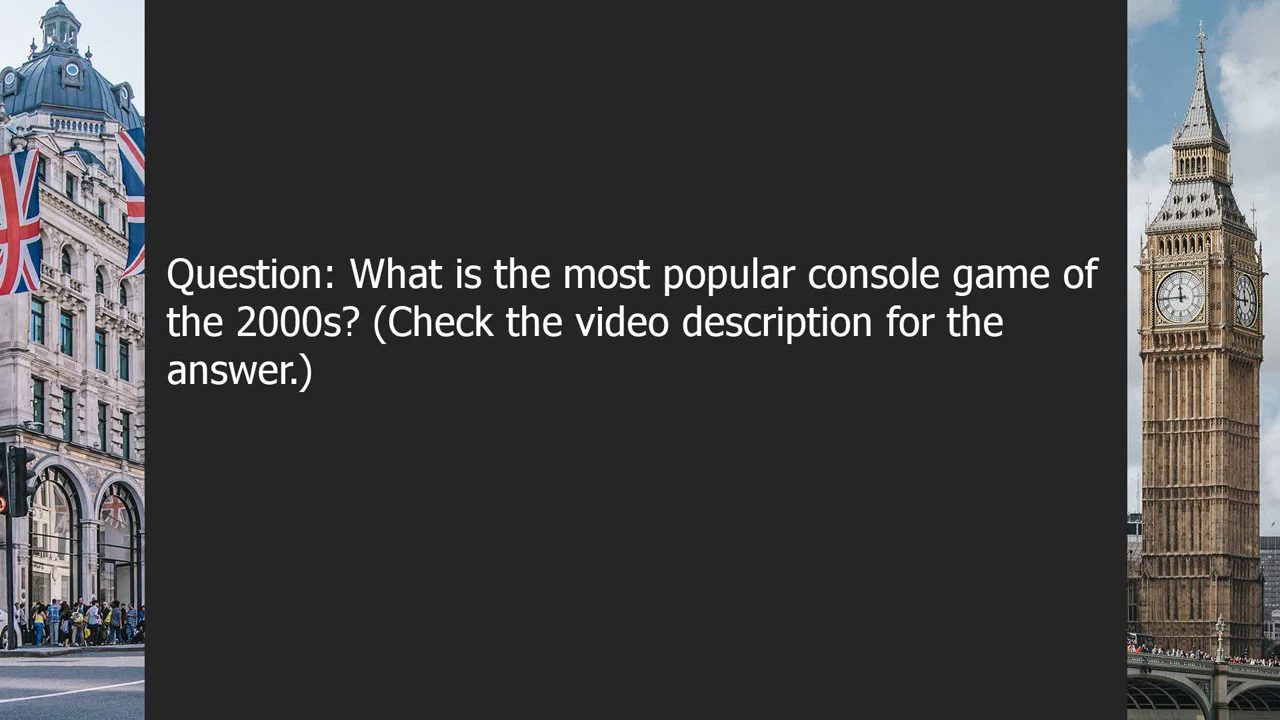 Question: What is the most popular console game of
the 2000s? (Check the video description for the
answer.)